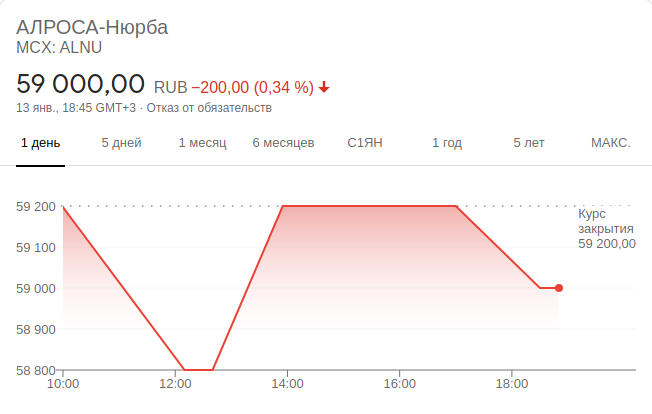 АЛРОСА-Нюрба
MCX: ALNU
59 000,00 RUB −200,00 (0,34 %)
13 янв., 18:45 GMT+3 · Отказ от обязательств
1 день 5 дней 1 месяц 6 месяцев С1ЯН 1 год 5 лет МАКС.
59 200
59 100
59 000
58 900
58 800
Курс
закрытия
59 200,00
10:00 12:00 14:00 16:00 18:00